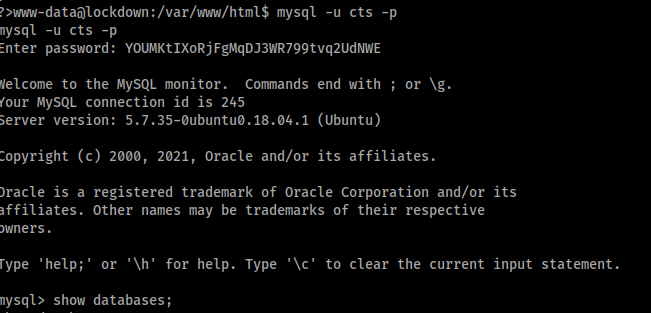 ?>www-data@lockdown:/var/www/html$ mysql -u cts -p
mysql -u cts -p
Enter password: YOUMKtIXoRjFgMqDJ3WR799tvq2UdNWE
Welcome to the MySQL monitor.  Commands end with ; or \g.
Your MySQL connection id is 245
Server version: 5.7.35-0ubuntu0.18.04.1 (Ubuntu)
Copyright (c) 2000, 2021, Oracle and/or its affiliates.
Oracle is a registered trademark of Oracle Corporation and/or its
affiliates. Other names may be trademarks of their respective
owners.
Type 'help;' or '\h' for help. Type '\c' to clear the current input statement.
mysql> show databases;